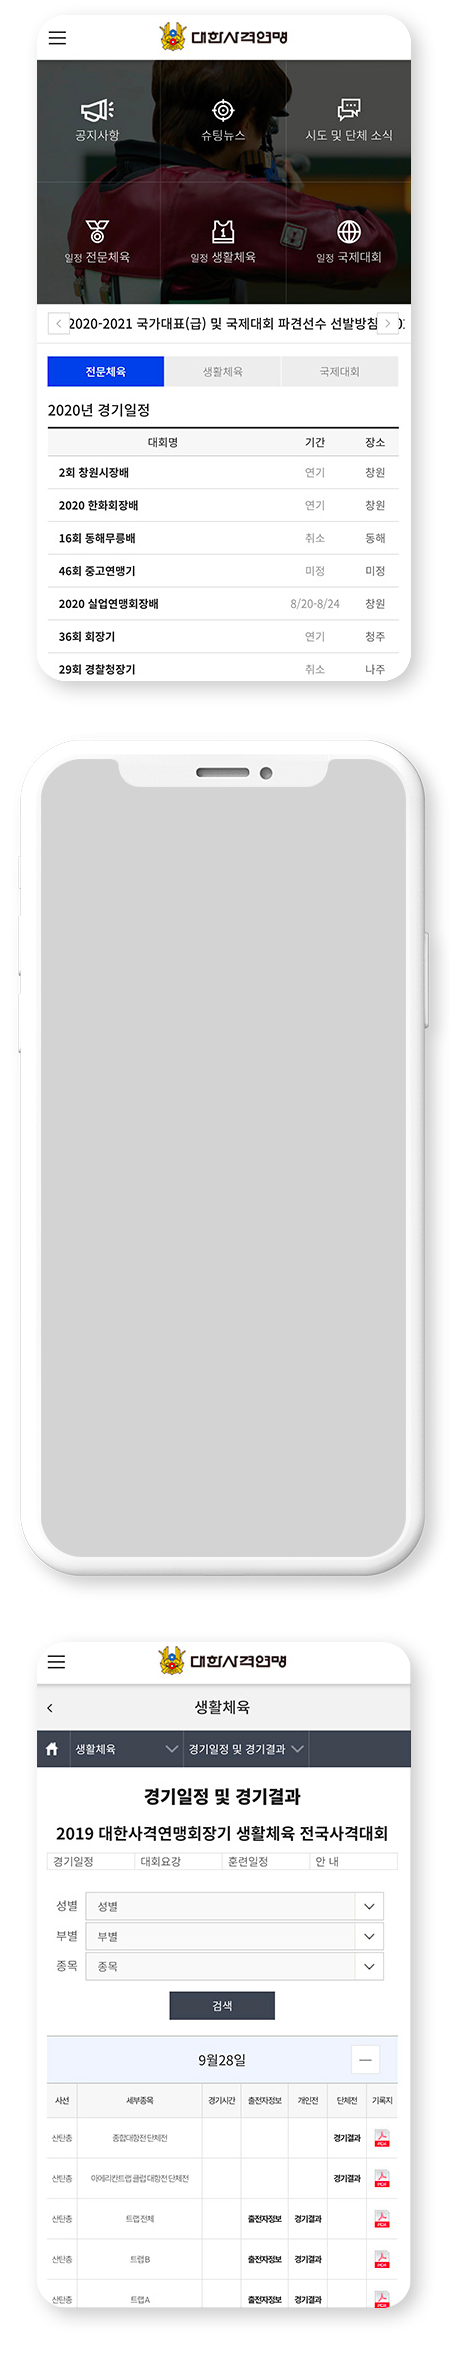 대한사격연맹
공지사항
슈팅뉴스
시도 및 단체 소식
일정 전문체육
일정 생활체육
일정 국제대회
2020-2021 국가대표(급) 및 국제대회 파견선수 선발방침
전문체육 생활체육 국제대회
2020년 경기일정
대회명 기간 장소
2회 창원시장배 연기 창원
2020 한화회장배 연기 창원
16회 동해무릉배 취소 동해
46회 중고연맹기 미정 미정
2020 실업연맹회장배 8/20-8/24 창원
36회 회장기 연기 청주
29회 경찰청장기 취소 나주
대한사격연맹
생활체육
생활체육 경기일정 및 경기결과
경기일정 및 경기결과
2019 대한사격연맹회장기 생활체육 전국사격대회
경기일정 대회요강 훈련일정 안 내
성별 성별
부별 부별
종목 종목
검색
9월28일
사선 세부종목 경기시간 출전자정보 개인전 단체전 기록지
산탄총 종합대항전 단체전 경기결과 PDF
산탄총 아메리칸트랩 클럽 대항전 단체전 경기결과 PDF
산탄총 트랩 전체 출전자정보 경기결과 PDF
산탄총 트랩 B 출전자정보 경기결과 PDF
산탄총 트랩 A 출전자정보 경기결과 PDF